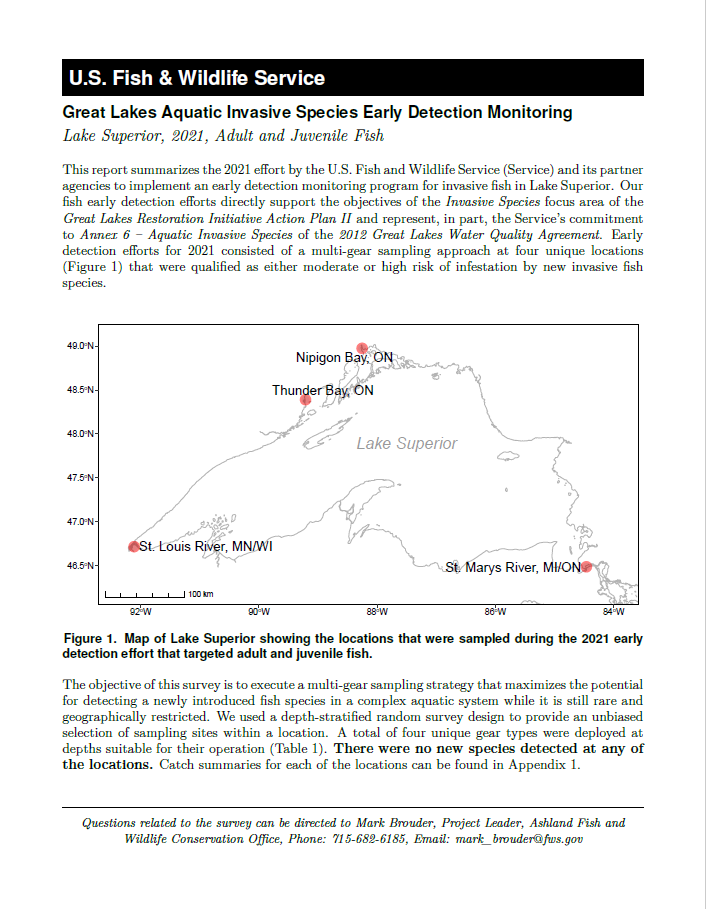 U.S. Fish & Wildlife Service
Great Lakes Aquatic Invasive Species Early Detection Monitoring
Lake Superior, 2021, Adult and Juvenile Fish
This report summarizes the 2021 effort by the U.S. Fish and Wildlife Service (Service) and its partner
agencies to implement an early detection monitoring program for invasive fish in Lake Superior. Our
fish early detection efforts directly support the objectives of the Invasive Species focus area of the
Great Lakes Restoration Initiative Action Plan II and represent, in part, the Service's commitment
to Annex 6 – Aquatic Invasive Species of the 2012 Great Lakes Water Quality Agreement. Early
detection efforts for 2021 consisted of a multi-gear sampling approach at four unique locations
(Figure 1) that were qualified as either moderate or high risk of infestation by new invasive fish
species.
49.0°N
Nipigon Bay, ON
48.5°N
Thunder Bay, ON
48.0°N
Lake Superior
47.5°N
47.0°N
St. Louis River, MN/WI
46.5°N
St. Marys River, MI/ON
100 km
92°W 90°W 88°W 86°W 84°W
Figure 1. Map of Lake Superior showing the locations that were sampled during the 2021 early
detection effort that targeted adult and juvenile fish.
The objective of this survey is to execute a multi-gear sampling strategy that maximizes the potential
for detecting a newly introduced fish species in a complex aquatic system while it is still rare and
geographically restricted. We used a depth-stratified random survey design to provide an unbiased
selection of sampling sites within a location. A total of four unique gear types were deployed at
depths suitable for their operation (Table 1). There were no new species detected at any of
the locations. Catch summaries for each of the locations can be found in Appendix 1.
Questions related to the survey can be directed to Mark Brouder, Project Leader, Ashland Fish and
Wildlife Conservation Office, Phone: 715-682-6185, Email: mark_brouder@fws.gov